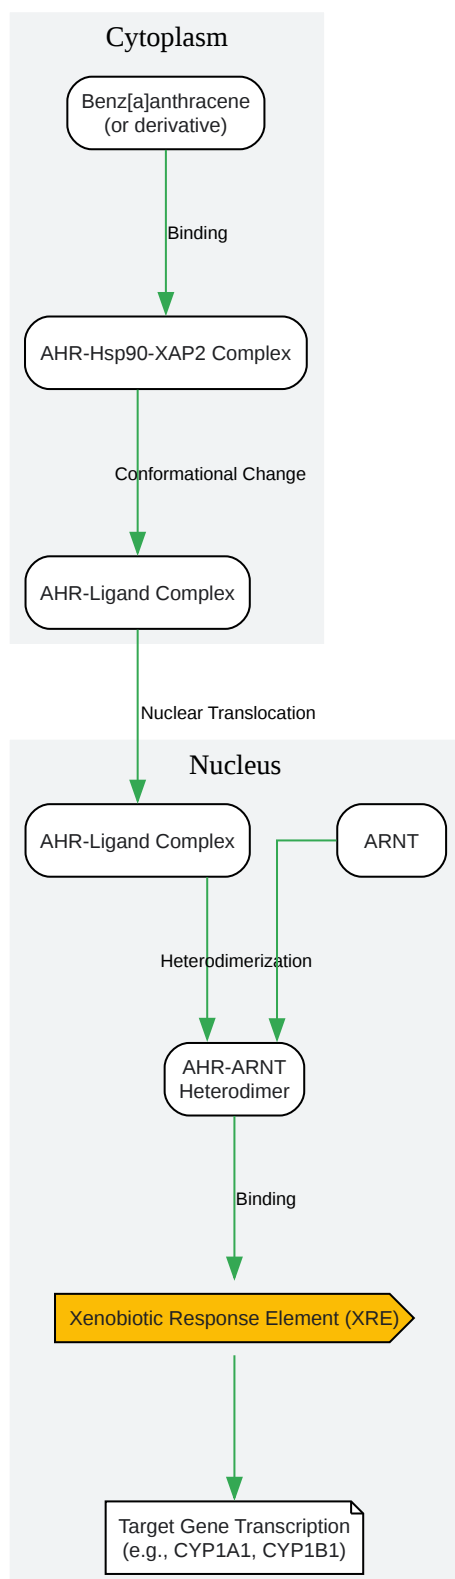 Cytoplasm
Benz[a]anthracene
(or derivative)
Binding
AHR-Hsp90-XAP2 Complex
Conformational Change
AHR-Ligand Complex
Nuclear Translocation
Nucleus
AHR-Ligand Complex
ARNT
Heterodimerization
AHR-ARNT
Heterodimer
Binding
Xenobiotic Response Element (XRE)
Target Gene Transcription
(e.g., CYP1A1, CYP1B1)